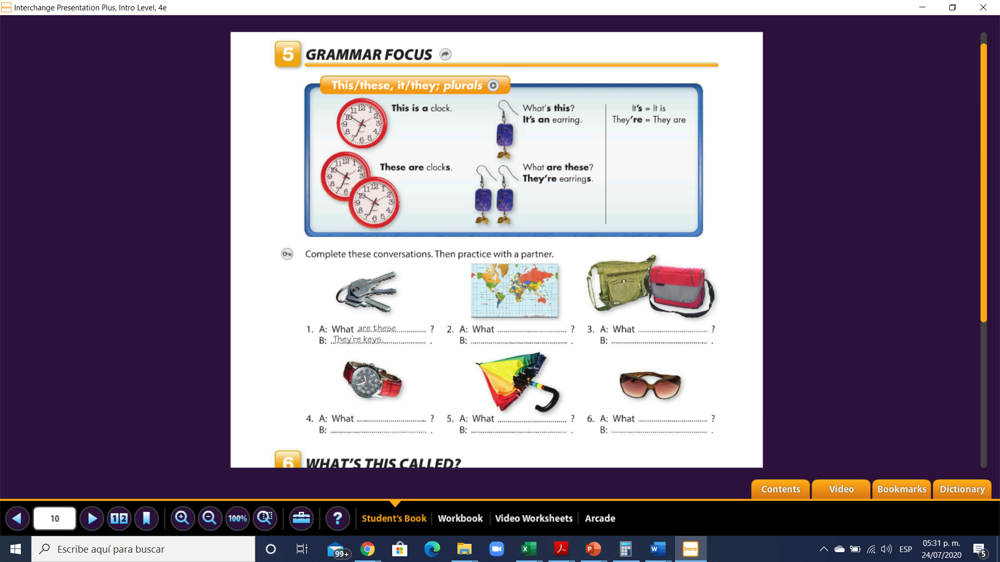 Interchange Presentation Plus, Intro Level, 4e
5 GRAMMAR FOCUS
This/these, it/they; plurals
This is a clock.
What's this?
It's an earring.
It's = It is
They're = They are
These are clocks.
What are these?
They're earrings.
Complete these conversations. Then practice with a partner.
1. A: What are these ?
B: They're keys. .
2. A: What ?
B: .
3. A: What ?
B: .
4. A: What ?
B: .
5. A: What ?
B: .
6. A: What ?
B: .
6 WHAT'S THIS CALLED?
Contents Video Bookmarks Dictionary
10 1 2 100% ? Student's Book Workbook Video Worksheets Arcade
Escribe aquí para buscar
99+
Intro
ESP
05:31 p. m.
24/07/2020
5